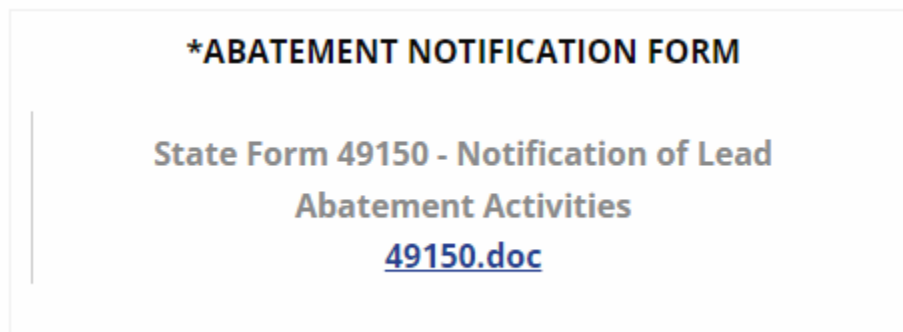 *ABATEMENT NOTIFICATION FORM
State Form 49150 - Notification of Lead
Abatement Activities
49150.doc